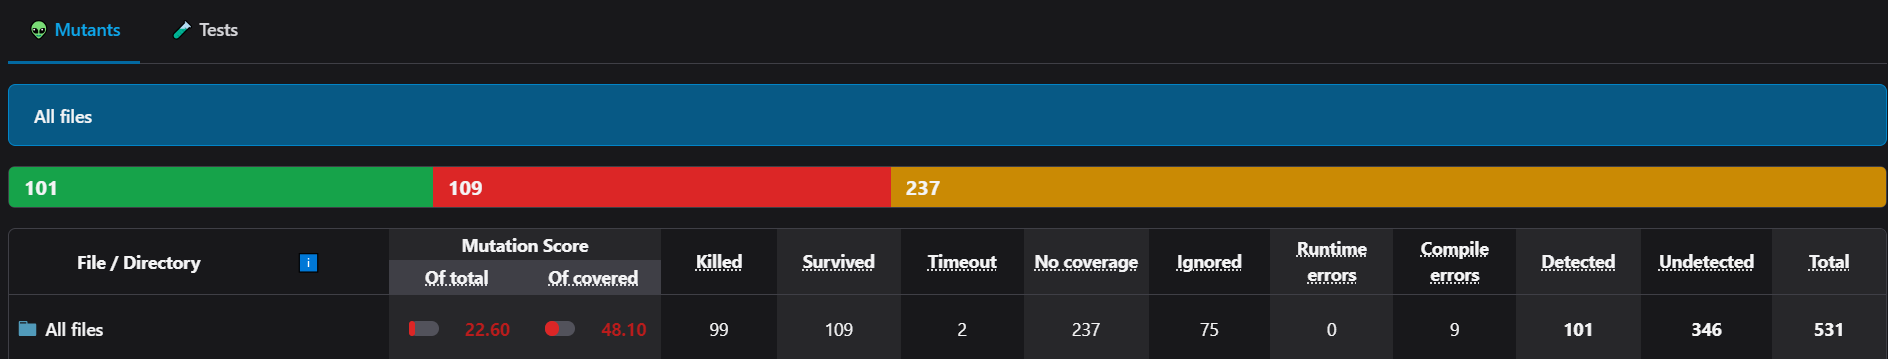 Mutants Tests
All files
101 109 237
File / Directory i Mutation Score Killed Survived Timeout No coverage Ignored Runtime errors Compile errors Detected Undetected Total
Of total Of covered
All files 22.60 48.10 99 109 2 237 75 0 9 101 346 531